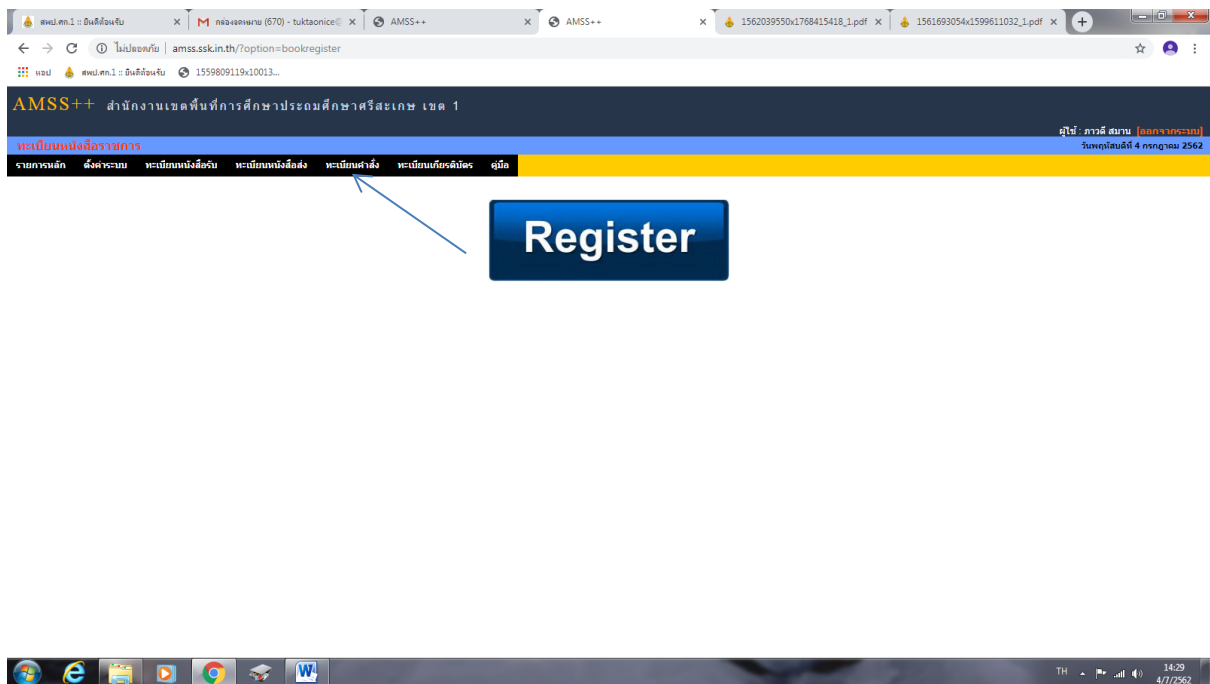 สพป.ศก.1 :: ยินดีต้อนรับ
กล่องจดหมาย (670) - tuktaonice
AMSS++
AMSS++
1562039550x1768415418_1.pdf
1561693054x1599611032_1.pdf
ไม่ปลอดภัย | amss.ssk.in.th/?option=bookregister
แอป
สพป.ศก.1 :: ยินดีต้อนรับ
1559809119x10013...
AMSS++ สำนักงานเขตพื้นที่การศึกษาประถมศึกษาศรีสะเกษ เขต 1
ผู้ใช้ : ภาวดี สมาน [ออกจากระบบ]
ทะเบียนหนังสือราชการ
วันพฤหัสบดีที่ 4 กรกฎาคม 2562
รายการหลัก ตั้งค่าระบบ ทะเบียนหนังสือรับ ทะเบียนหนังสือส่ง ทะเบียนคำสั่ง ทะเบียนเกียรติบัตร คู่มือ
Register
TH
14:29
4/7/2562